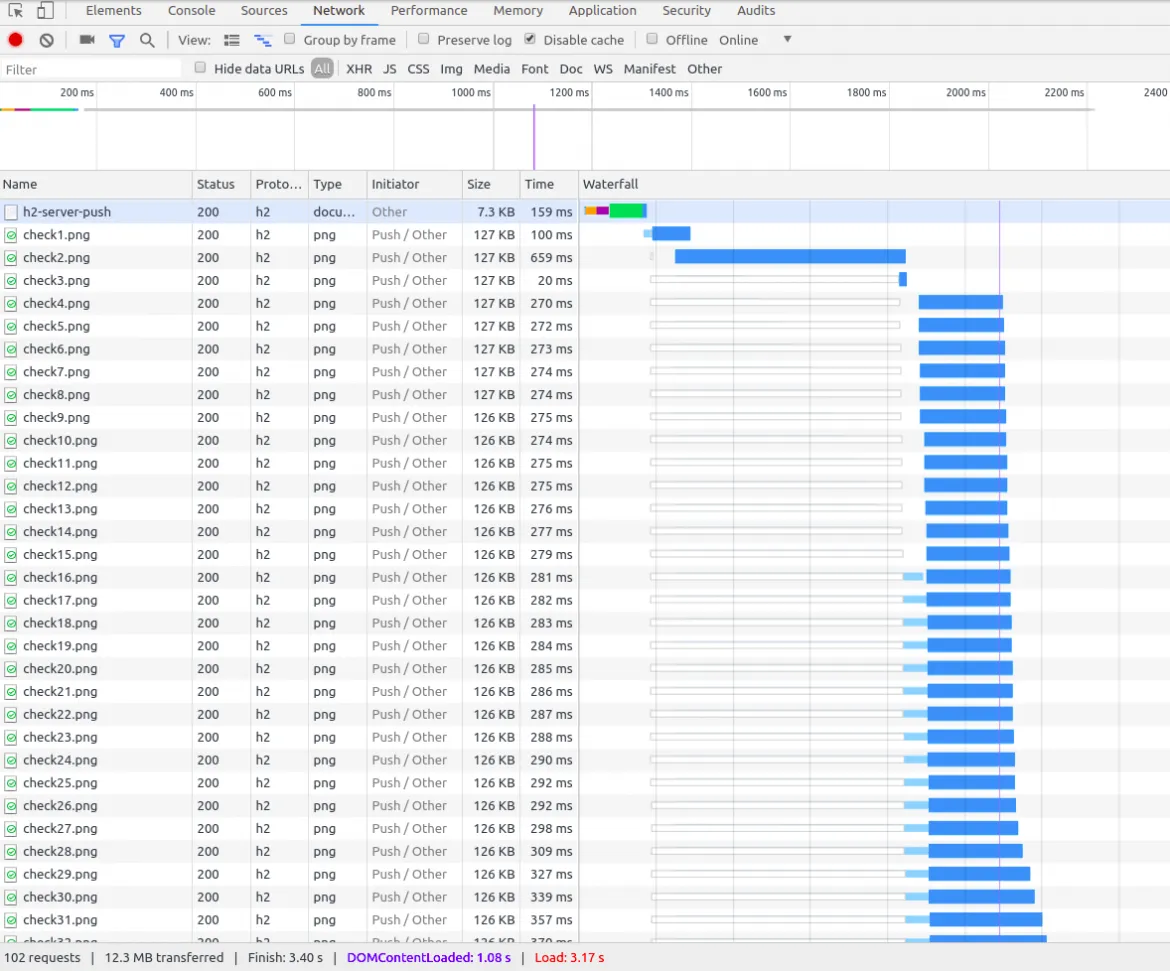 Elements Console Sources Network Performance Memory Application Security Audits
View: Group by frame Preserve log Disable cache Offline Online
Filter Hide data URLs All XHR JS CSS Img Media Font Doc WS Manifest Other
200 ms 400 ms 600 ms 800 ms 1000 ms 1200 ms 1400 ms 1600 ms 1800 ms 2000 ms 2200 ms 2400
Name Status Proto... Type Initiator Size Time Waterfall
h2-server-push 200 h2 docu... Other 7.3 KB 159 ms
check1.png 200 h2 png Push / Other 127 KB 100 ms
check2.png 200 h2 png Push / Other 127 KB 659 ms
check3.png 200 h2 png Push / Other 127 KB 20 ms
check4.png 200 h2 png Push / Other 127 KB 270 ms
check5.png 200 h2 png Push / Other 127 KB 272 ms
check6.png 200 h2 png Push / Other 127 KB 273 ms
check7.png 200 h2 png Push / Other 127 KB 274 ms
check8.png 200 h2 png Push / Other 127 KB 274 ms
check9.png 200 h2 png Push / Other 126 KB 275 ms
check10.png 200 h2 png Push / Other 126 KB 274 ms
check11.png 200 h2 png Push / Other 126 KB 275 ms
check12.png 200 h2 png Push / Other 126 KB 275 ms
check13.png 200 h2 png Push / Other 126 KB 276 ms
check14.png 200 h2 png Push / Other 126 KB 277 ms
check15.png 200 h2 png Push / Other 126 KB 279 ms
check16.png 200 h2 png Push / Other 126 KB 281 ms
check17.png 200 h2 png Push / Other 126 KB 282 ms
check18.png 200 h2 png Push / Other 126 KB 283 ms
check19.png 200 h2 png Push / Other 126 KB 284 ms
check20.png 200 h2 png Push / Other 126 KB 285 ms
check21.png 200 h2 png Push / Other 126 KB 286 ms
check22.png 200 h2 png Push / Other 126 KB 287 ms
check23.png 200 h2 png Push / Other 126 KB 288 ms
check24.png 200 h2 png Push / Other 126 KB 290 ms
check25.png 200 h2 png Push / Other 126 KB 292 ms
check26.png 200 h2 png Push / Other 126 KB 292 ms
check27.png 200 h2 png Push / Other 126 KB 298 ms
check28.png 200 h2 png Push / Other 126 KB 309 ms
check29.png 200 h2 png Push / Other 126 KB 327 ms
check30.png 200 h2 png Push / Other 126 KB 339 ms
check31.png 200 h2 png Push / Other 126 KB 357 ms
check32.png 200 h2 png Push / Other 126 KB 370 ms
102 requests | 12.3 MB transferred | Finish: 3.40 s | DOMContentLoaded: 1.08 s | Load: 3.17 s